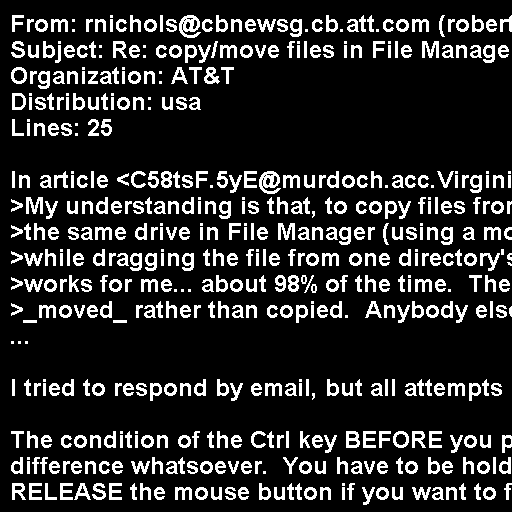 From: rnichols@cbnewsg.cb.att.com (robert
Subject: Re: copy/move files in File Manage
Organization: AT&T
Distribution: usa
Lines: 25

In article <C58tsF.5yE@murdoch.acc.Virgini
>My understanding is that, to copy files fro
>the same drive in File Manager (using a mo
>while dragging the file from one directory's
>works for me... about 98% of the time.  The
>_moved_ rather than copied.  Anybody else
...

I tried to respond by email, but all attempts

The condition of the Ctrl key BEFORE you p
difference whatsoever.  You have to be hold
RELEASE the mouse button if you want to f